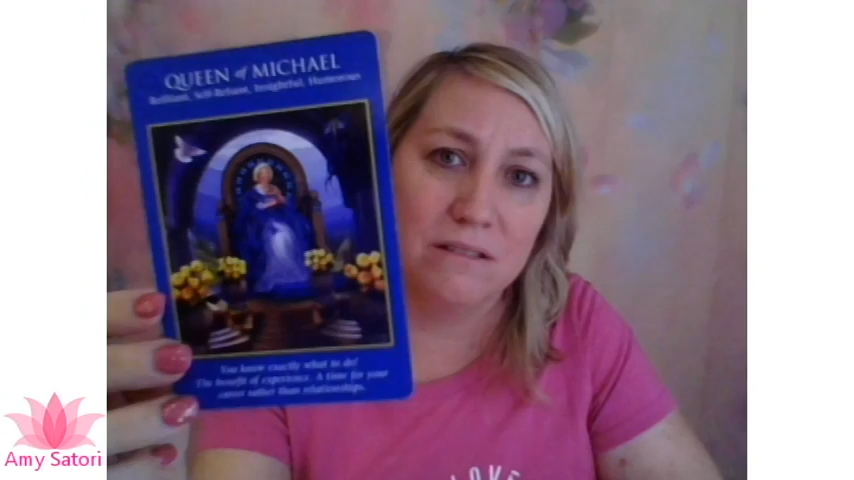 QUEEN of MICHAEL
Brilliant, Self-Reliant, Insightful, Humorous
You know exactly what to do!
The benefit of experience. A time for your
career rather than relationships.
LOVE
Amy Satori